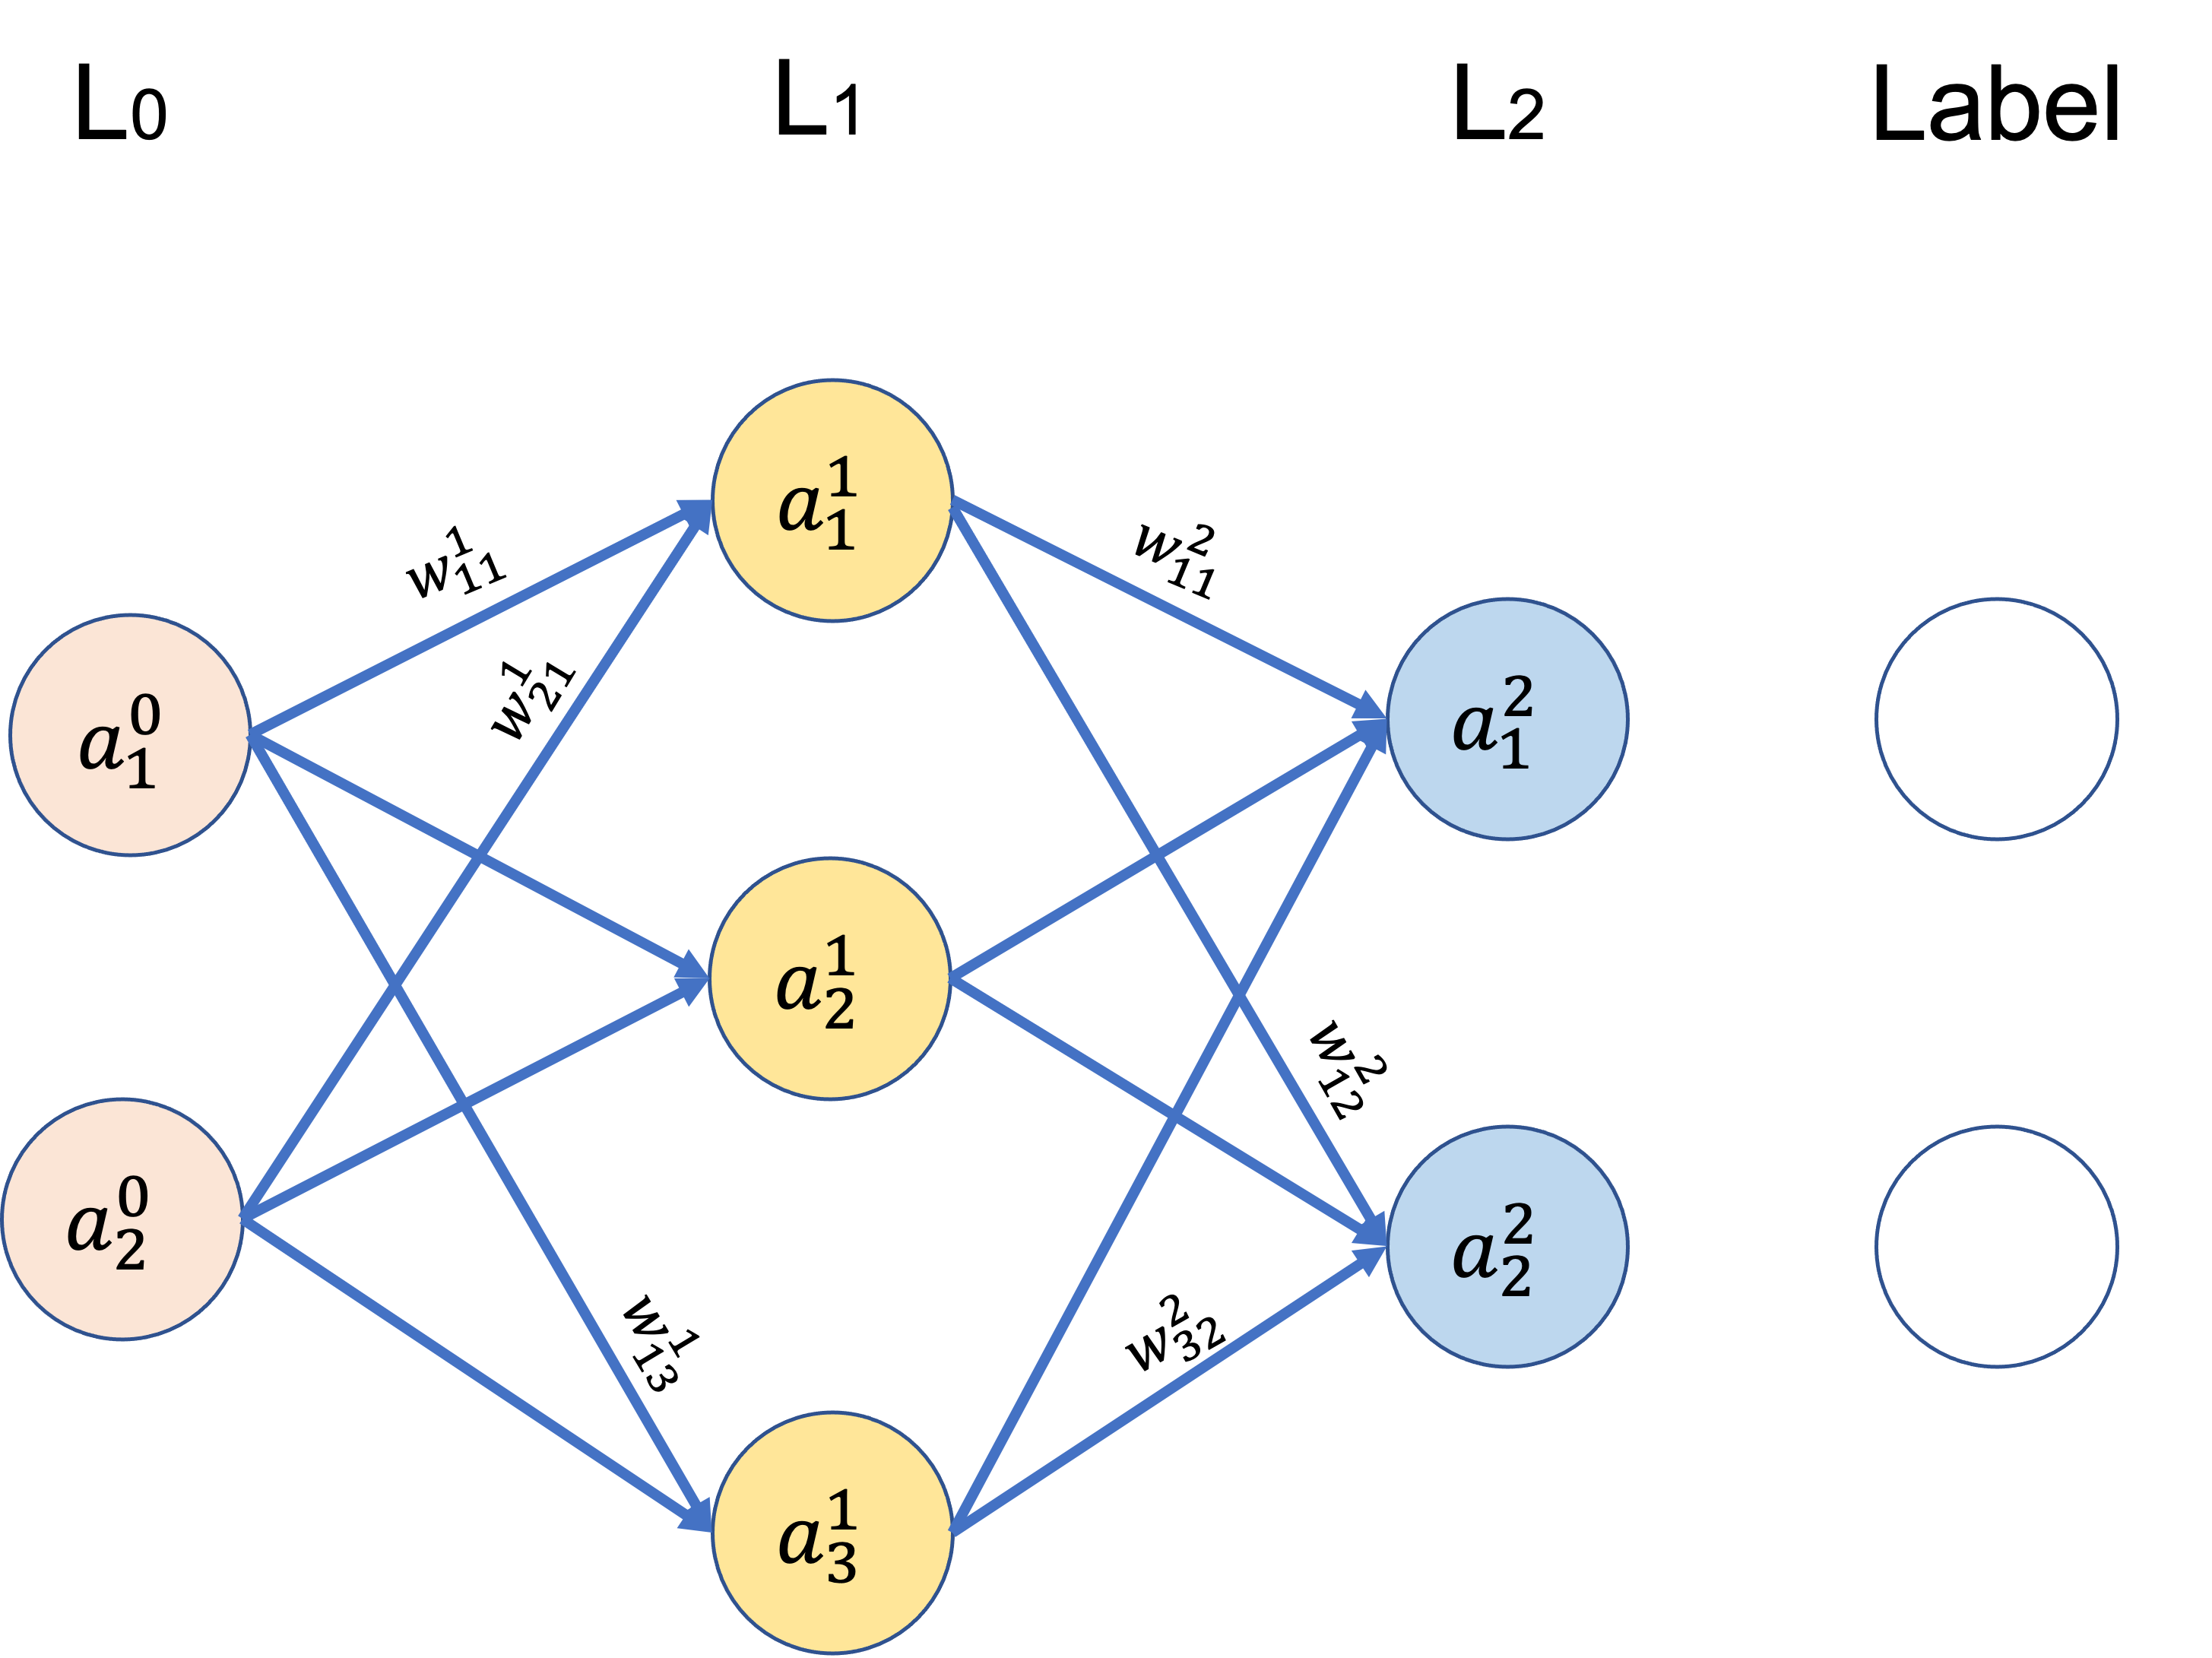 L0 L1 L2 Label
a_1^1
w_{11}^1 w_{11}^2
w_{21}^1
a_1^0 a_1^2
a_2^1
w_{12}^2
a_2^0 a_2^2
w_{13}^1 w_{32}^2
a_3^1